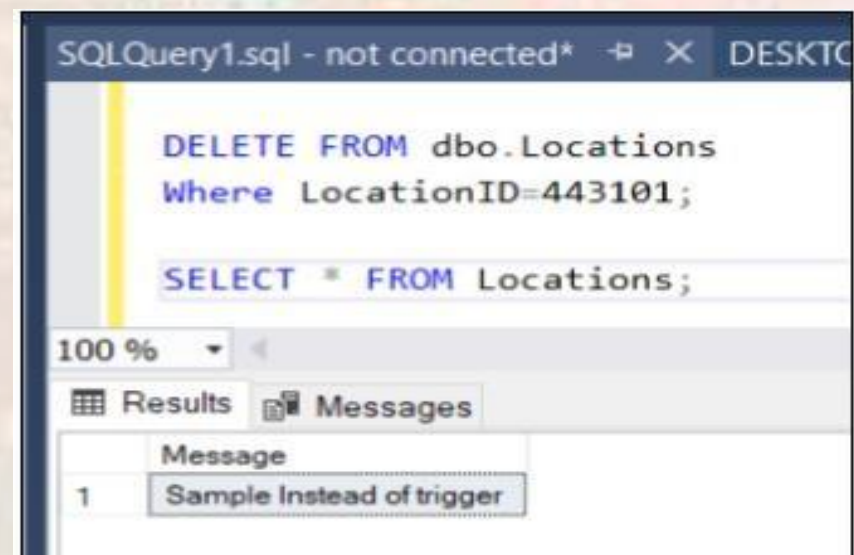 SQLQuery1.sql - not connected* DESKTO
DELETE FROM dbo.Locations
Where LocationID=443101;
SELECT * FROM Locations;
100 %
Results Messages
Message
1 Sample Instead of trigger